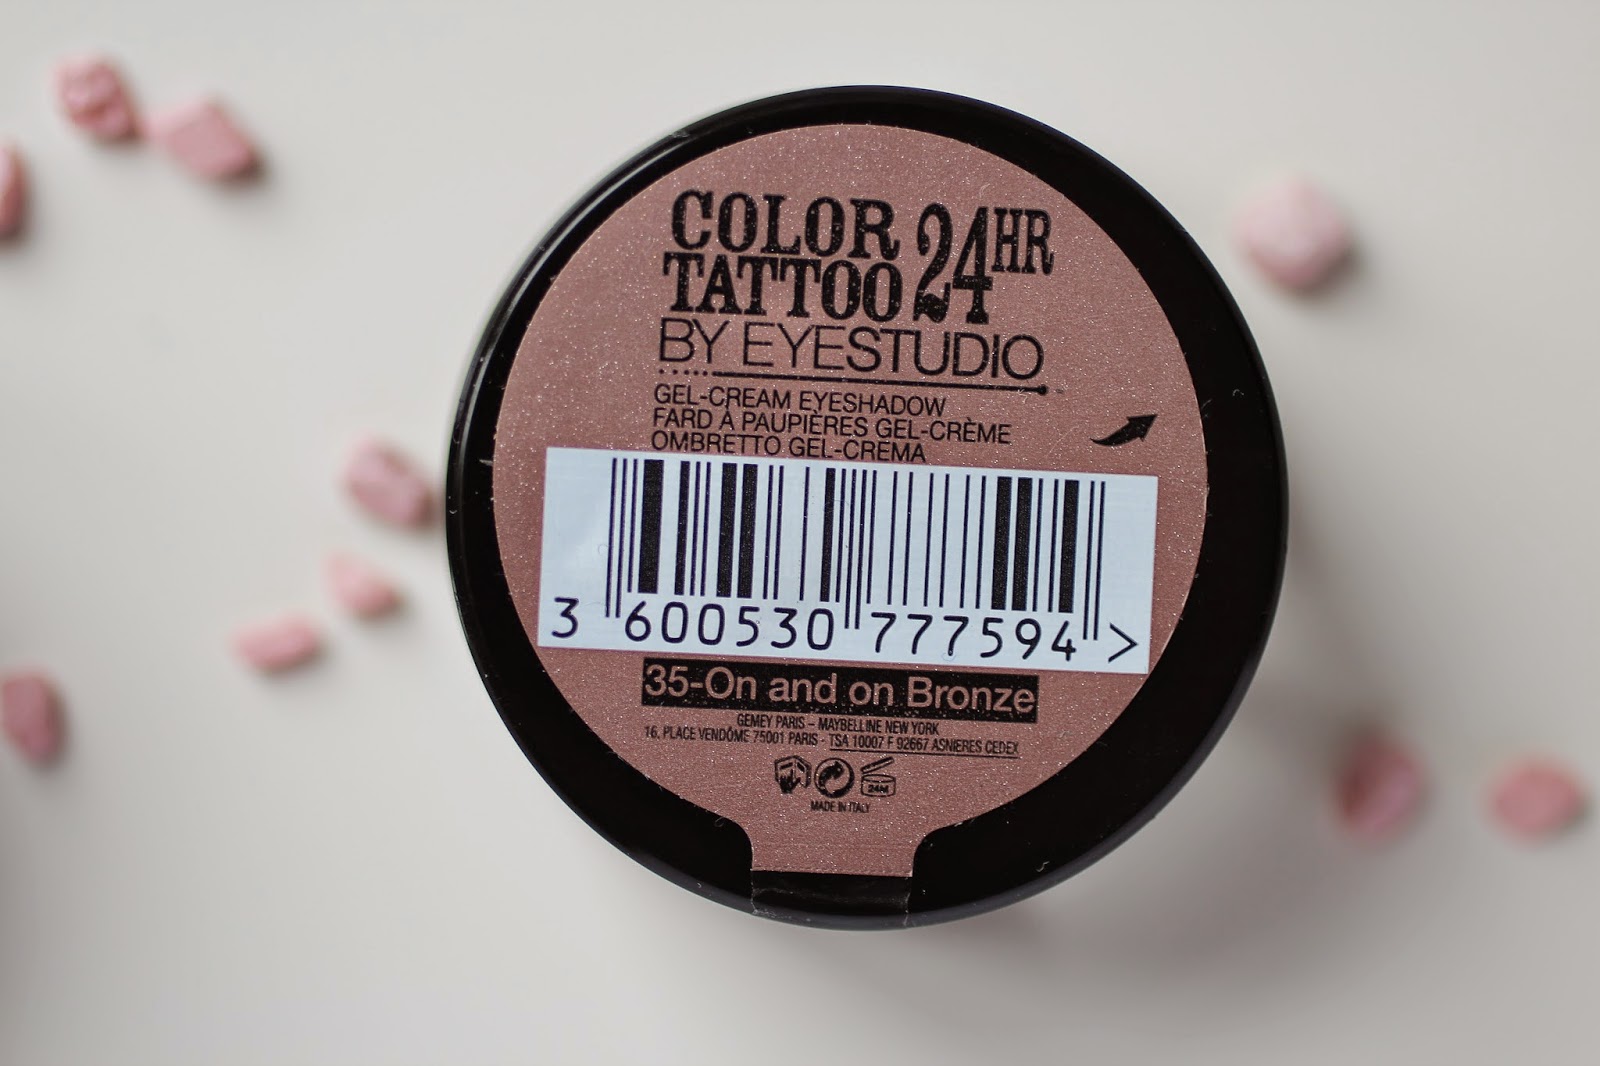 COLOR
TATTOO 24HR
BY EYESTUDIO
GEL-CREAM EYESHADOW
FARD À PAUPIÈRES GEL-CRÈME
OMBRETTO GEL-CREMA
3 600530 777594 >
35-On and on Bronze
GEMEY PARIS – MAYBELLINE NEW YORK
16, PLACE VENDÔME 75001 PARIS - TSA 10007 F 92667 ASNIERES CEDEX
24M
MADE IN ITALY